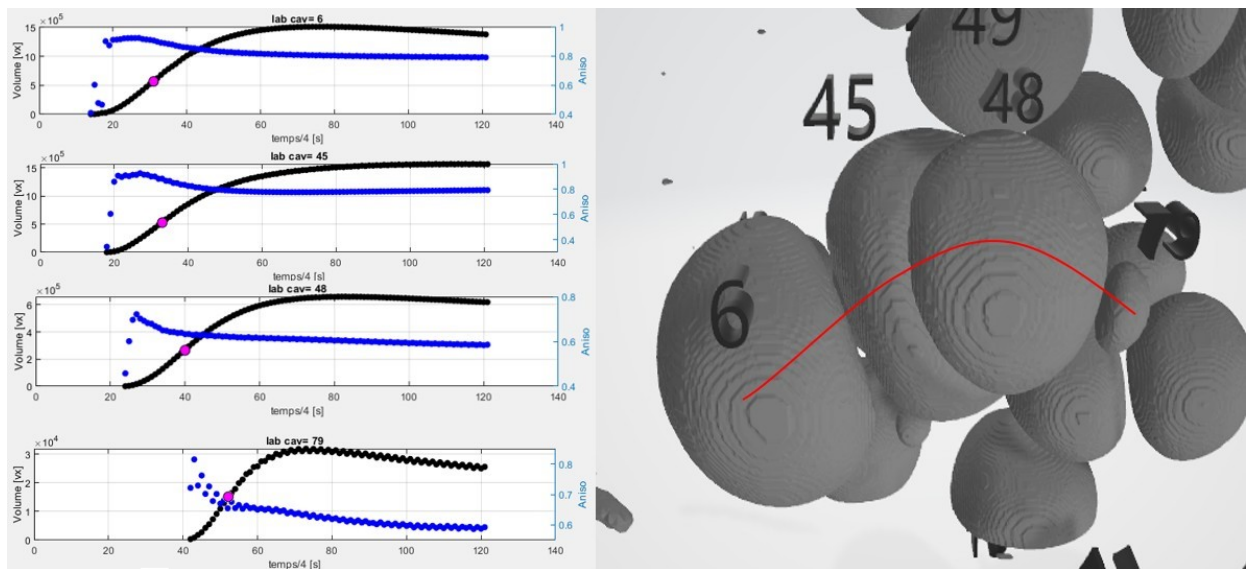 ×10^5
lab cav= 6
15
10
5
0
Volume [vx]
1
0.8
0.6
0.4
Aniso
0 20 40 60 80 100 120 140
temps/4 [s]
×10^5
lab cav= 45
15
10
5
0
Volume [vx]
1
0.8
0.6
0.4
Aniso
0 20 40 60 80 100 120 140
temps/4 [s]
×10^5
lab cav= 48
6
4
2
0
Volume [vx]
0.8
0.6
0.4
Aniso
0 20 40 60 80 100 120 140
temps/4 [s]
×10^4
lab cav= 79
3
2
1
0
Volume [vx]
0.8
0.7
0.6
Aniso
0 20 40 60 80 100 120 140
temps/4 [s]
49
45
48
79
6